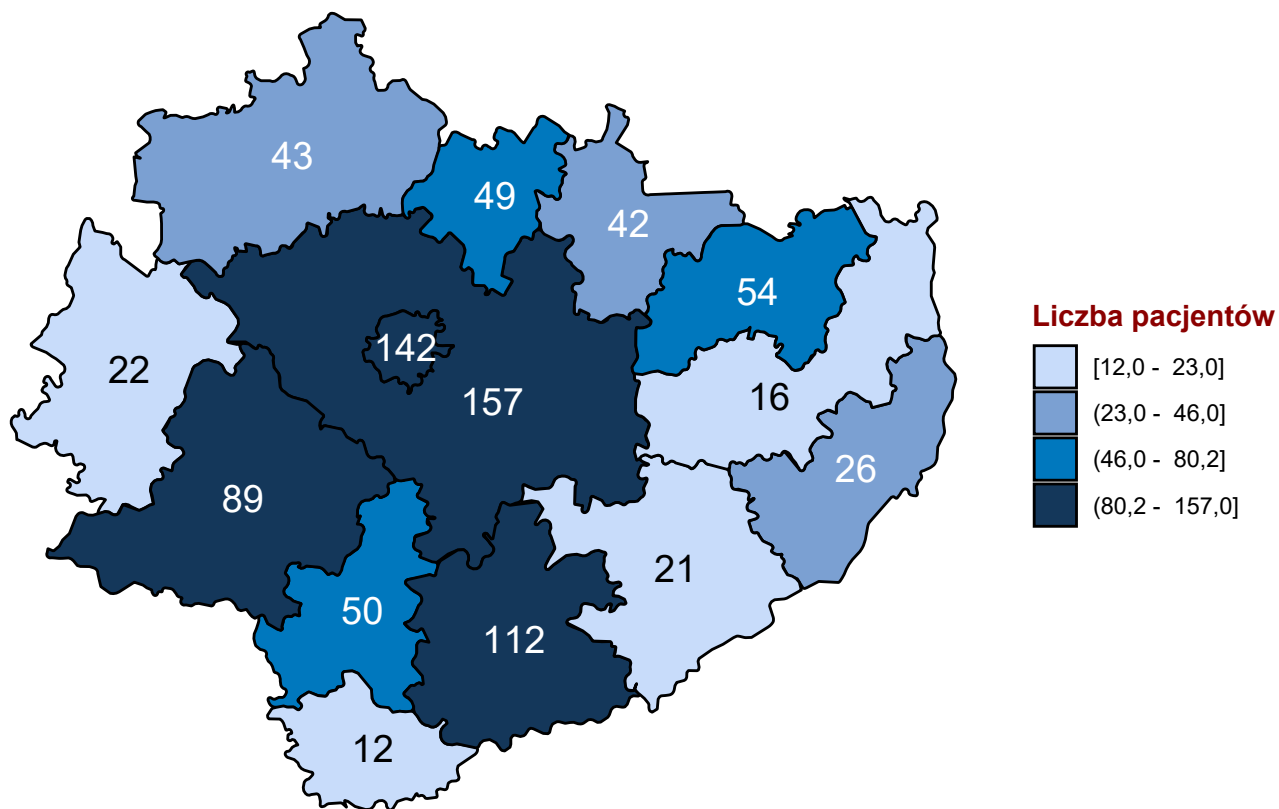 43
49
42
54
142
22
157
16
26
89
21
50
112
12
Liczba pacjentów
[12,0 - 23,0]
(23,0 - 46,0]
(46,0 - 80,2]
(80,2 - 157,0]